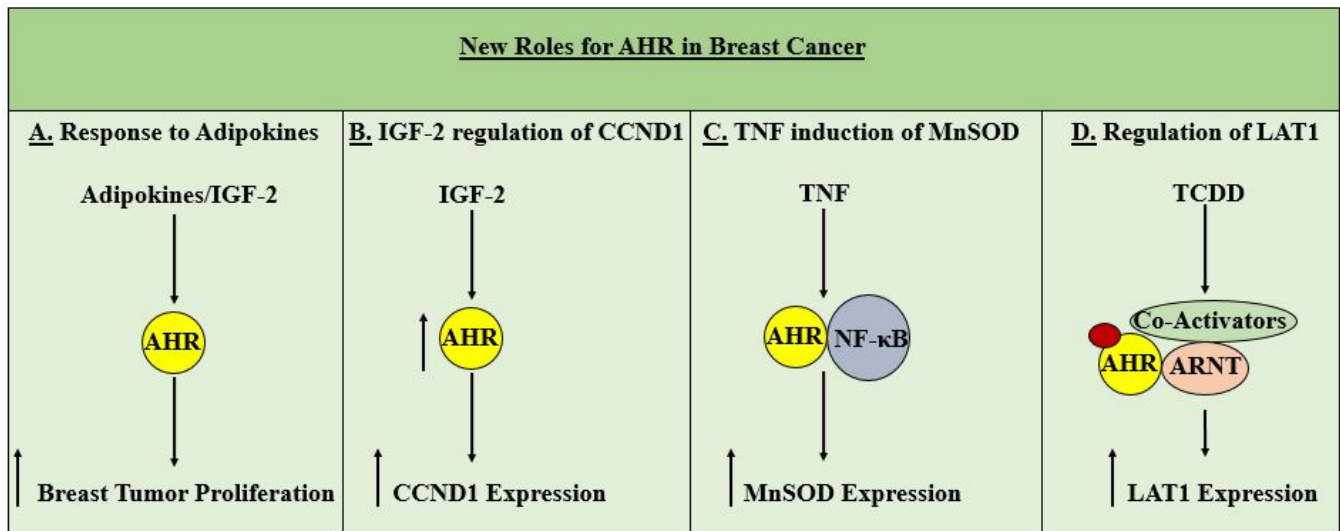 New Roles for AHR in Breast Cancer
A. Response to Adipokines
Adipokines/IGF-2
AHR
Breast Tumor Proliferation
B. IGF-2 regulation of CCND1
IGF-2
AHR
CCND1 Expression
C. TNF induction of MnSOD
TNF
AHR NF-κB
MnSOD Expression
D. Regulation of LAT1
TCDD
Co-Activators
AHR ARNT
LAT1 Expression